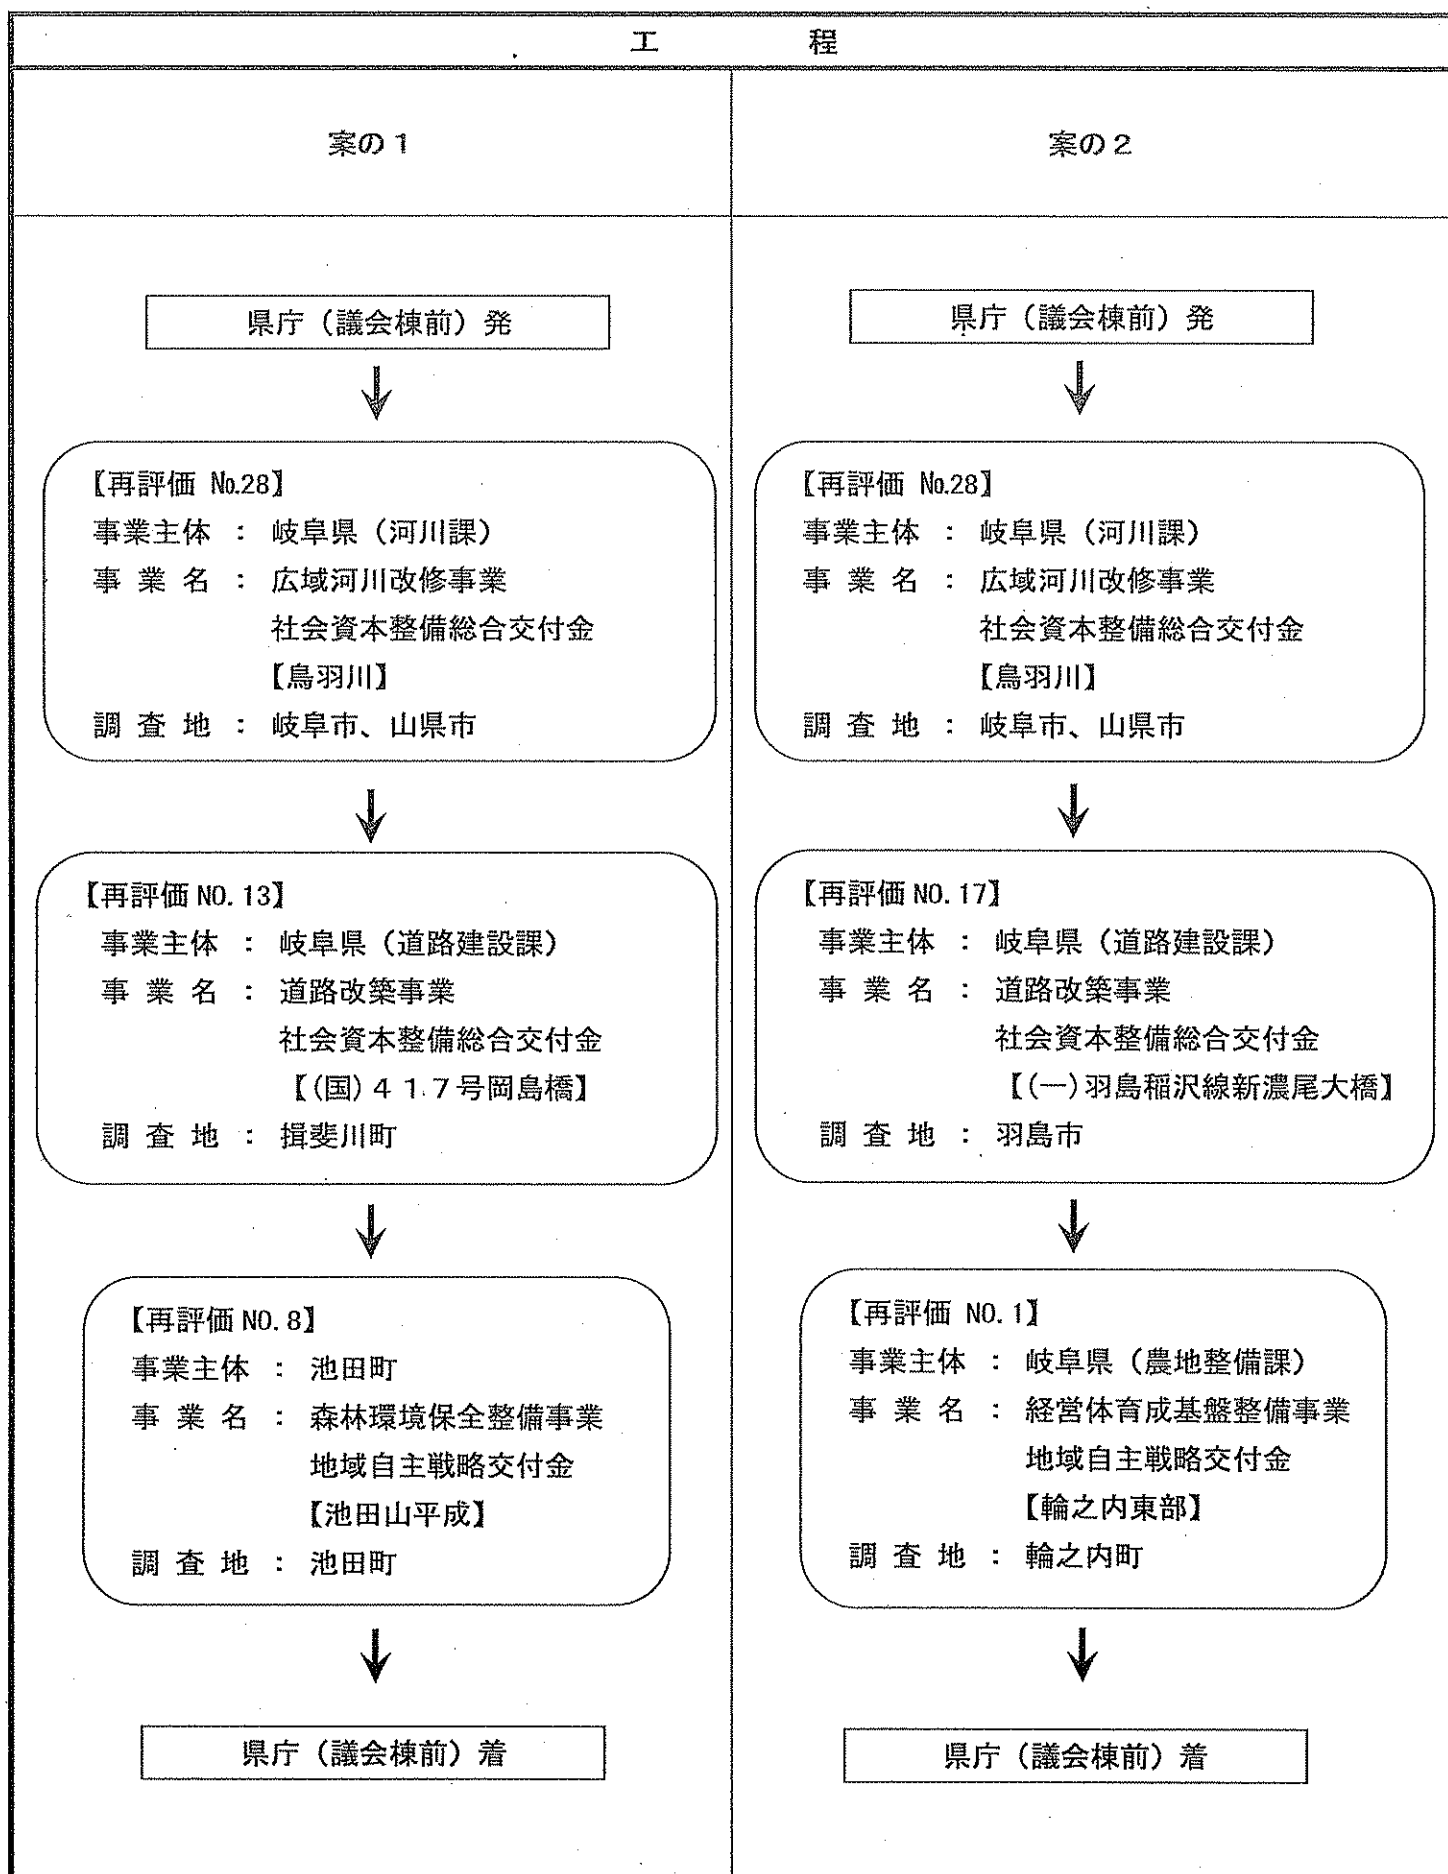 工　程
案の１
県庁（議会棟前）発
【再評価 No.28】
事業主体 ： 岐阜県（河川課）
事 業 名 ： 広域河川改修事業
社会資本整備総合交付金
【鳥羽川】
調 査 地 ： 岐阜市、山県市
【再評価 NO. 13】
事業主体 ： 岐阜県（道路建設課）
事 業 名 ： 道路改築事業
社会資本整備総合交付金
【(国)４１７号岡島橋】
調 査 地 ： 揖斐川町
【再評価 NO. 8】
事業主体 ： 池田町
事 業 名 ： 森林環境保全整備事業
地域自主戦略交付金
【池田山平成】
調 査 地 ： 池田町
県庁（議会棟前）着
案の２
県庁（議会棟前）発
【再評価 No.28】
事業主体 ： 岐阜県（河川課）
事 業 名 ： 広域河川改修事業
社会資本整備総合交付金
【鳥羽川】
調 査 地 ： 岐阜市、山県市
【再評価 NO. 17】
事業主体 ： 岐阜県（道路建設課）
事 業 名 ： 道路改築事業
社会資本整備総合交付金
【(一)羽島稲沢線新濃尾大橋】
調 査 地 ： 羽島市
【再評価 NO. 1】
事業主体 ： 岐阜県（農地整備課）
事 業 名 ： 経営体育成基盤整備事業
地域自主戦略交付金
【輪之内東部】
調 査 地 ： 輪之内町
県庁（議会棟前）着